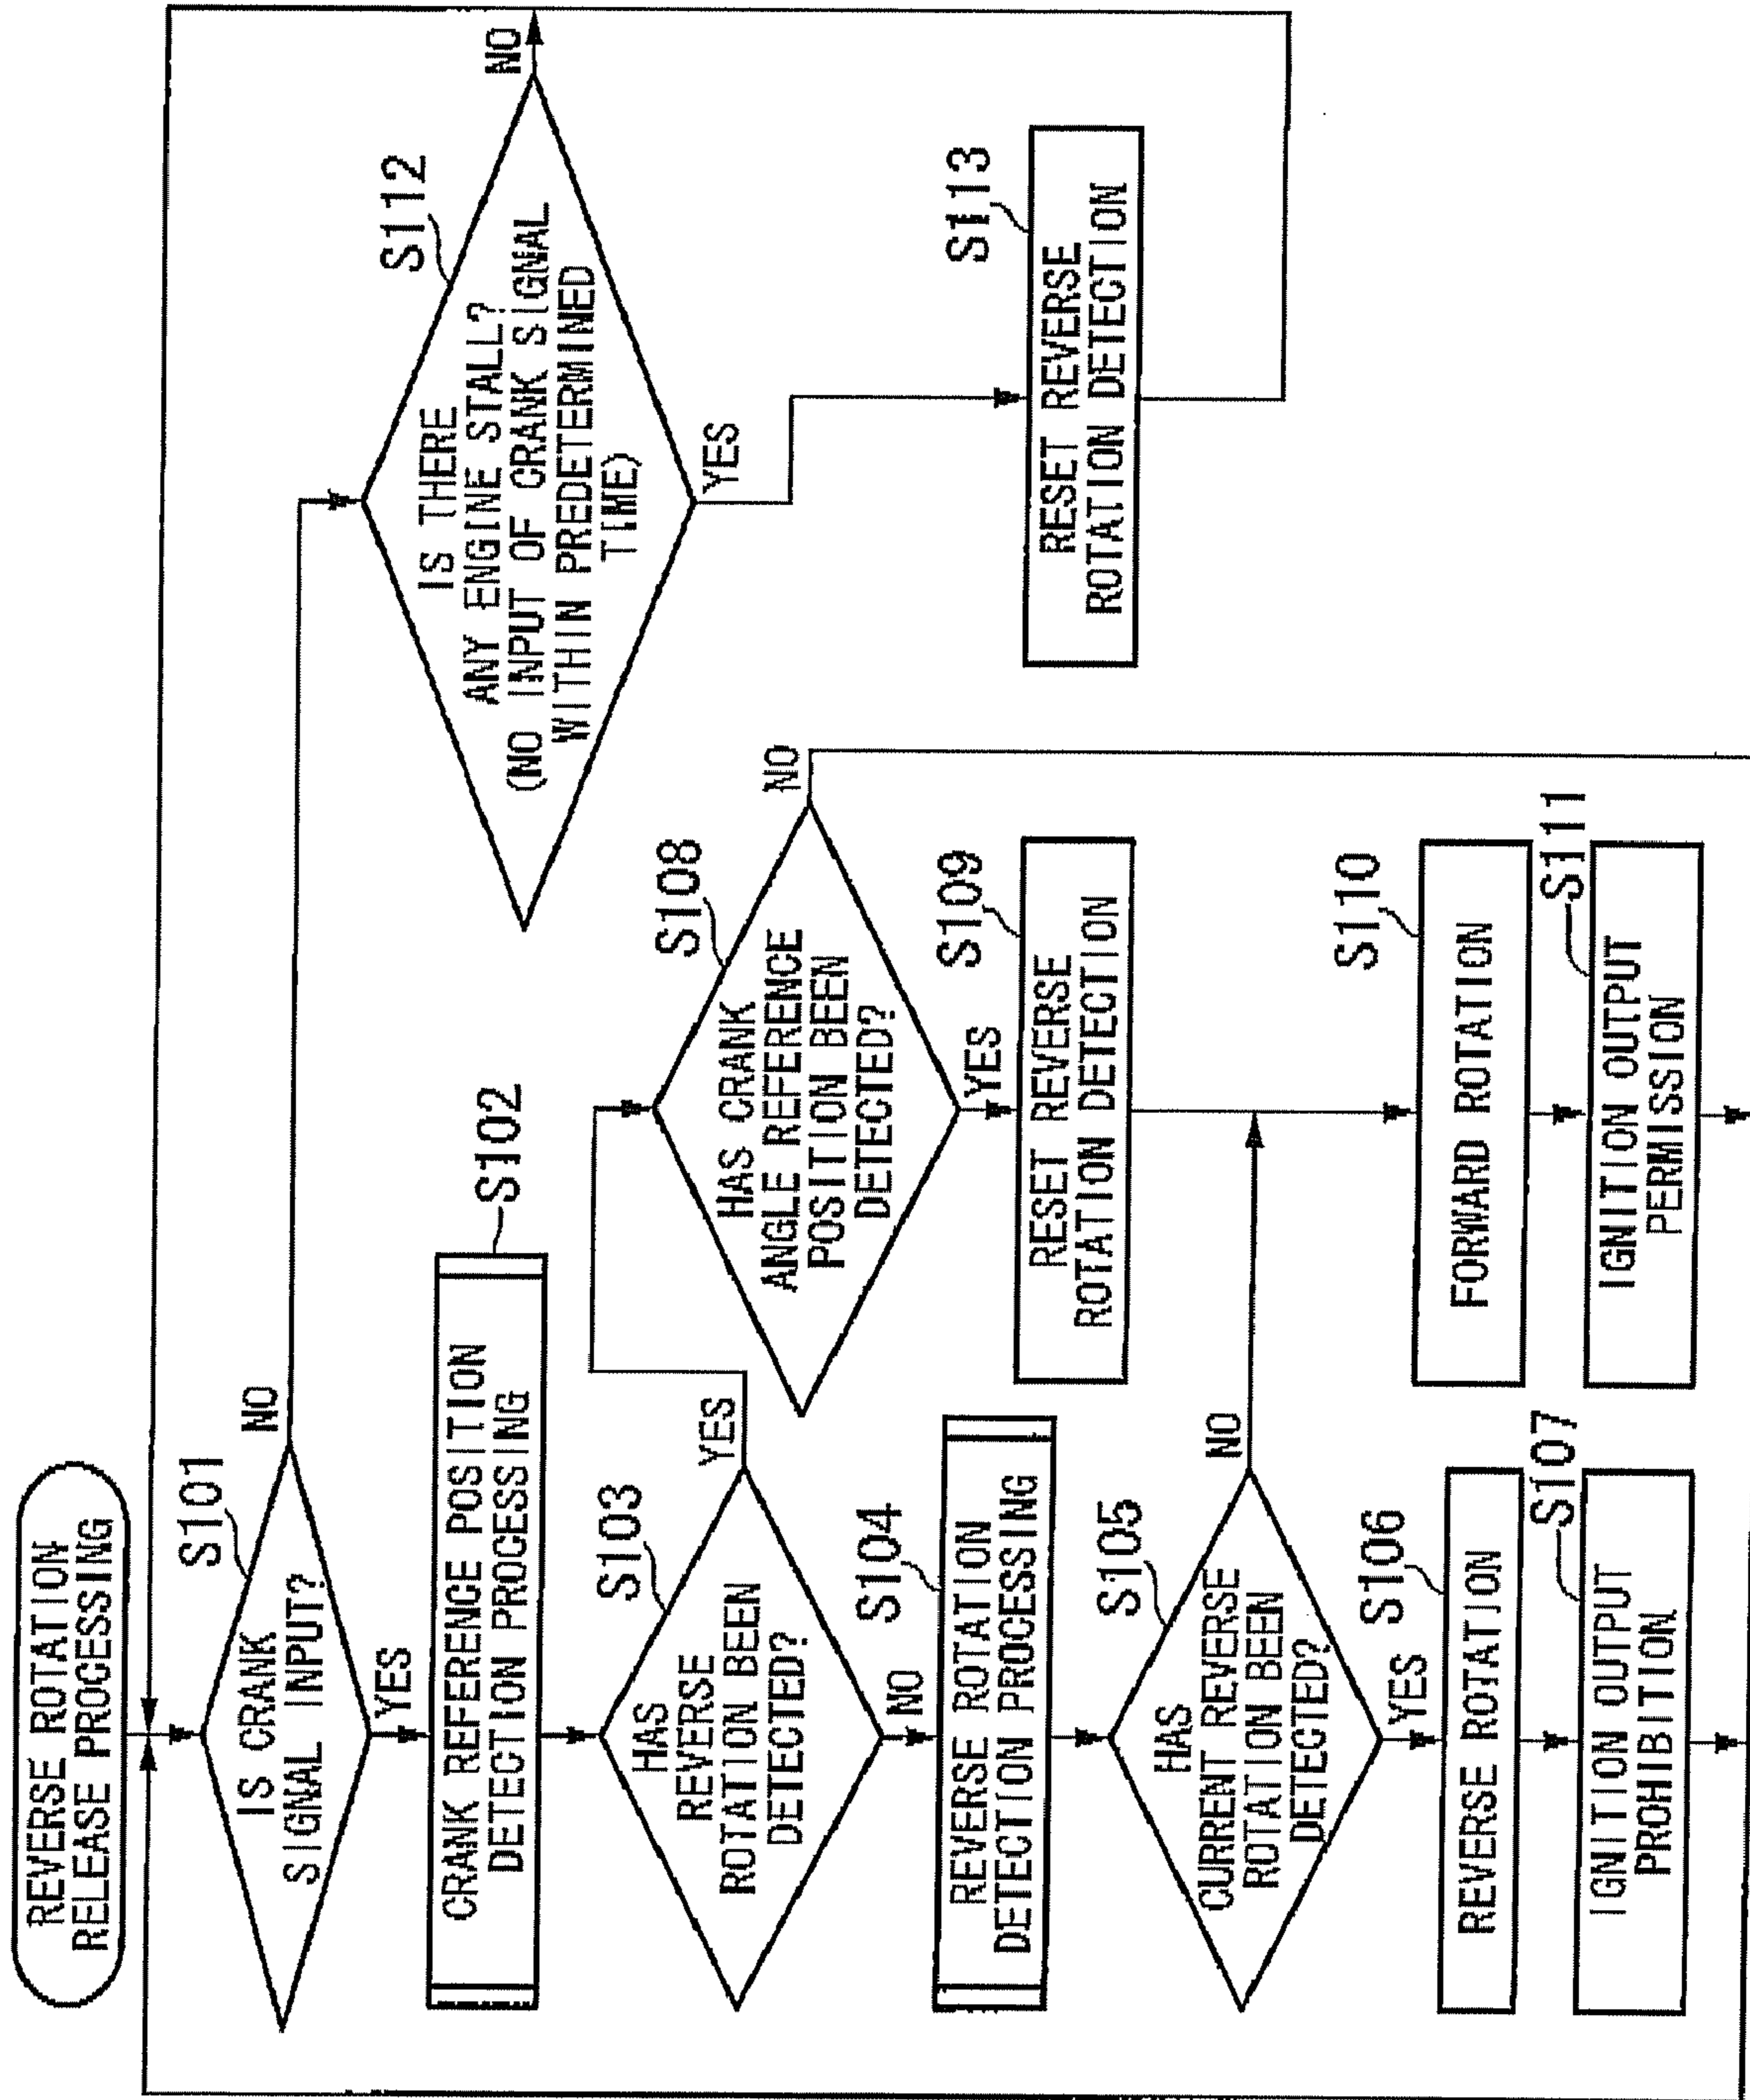 REVERSE ROTATION
RELEASE PROCESSING
S101
IS CRANK
SIGNAL INPUT?
NO
YES
S102
CRANK REFERENCE POSITION
DETECTION PROCESSING
S103
HAS
REVERSE
ROTATION BEEN
DETECTED?
YES
NO
S104
REVERSE ROTATION
DETECTION PROCESSING
S105
HAS
CURRENT REVERSE
ROTATION BEEN
DETECTED?
NO
YES
S106
REVERSE ROTATION
S107
IGNITION OUTPUT
PROHIBITION
S108
HAS CRANK
ANGLE REFERENCE
POSITION BEEN
DETECTED?
NO
YES
S109
RESET REVERSE
ROTATION DETECTION
S110
FORWARD ROTATION
S111
IGNITION OUTPUT
PERMISSION
S112
IS THERE
ANY ENGINE STALL?
(NO INPUT OF CRANK SIGNAL
WITHIN PREDETERMINED
TIME)
NO
YES
S113
RESET REVERSE
ROTATION DETECTION